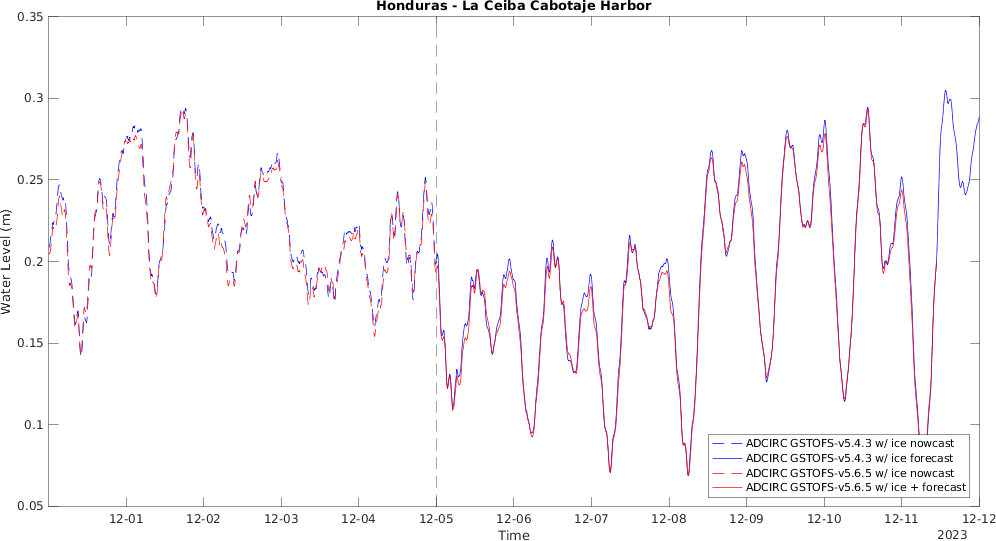 Honduras - La Ceiba Cabotaje Harbor
0.35
0.3
0.25
0.2
0.15
0.1
0.05
Water Level (m)
ADCIRC GSTOFS-v5.4.3 w/ ice nowcast
ADCIRC GSTOFS-v5.4.3 w/ ice forecast
ADCIRC GSTOFS-v5.6.5 w/ ice nowcast
ADCIRC GSTOFS-v5.6.5 w/ ice + forecast
12-01 12-02 12-03 12-04 12-05 12-06 12-07 12-08 12-09 12-10 12-11 12-12
Time
2023